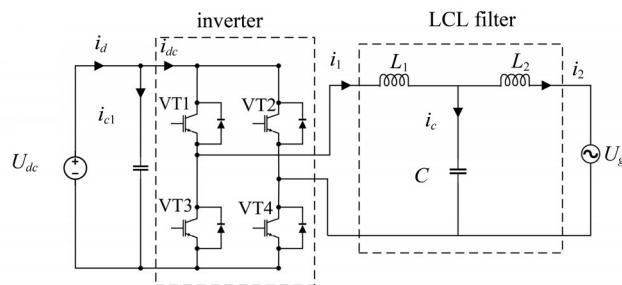 inverter
LCL filter
i_d
i_dc
i_1
L_1
L_2
i_2
i_c1
VT1
VT2
i_c
U_dc
C
U_g
VT3
VT4